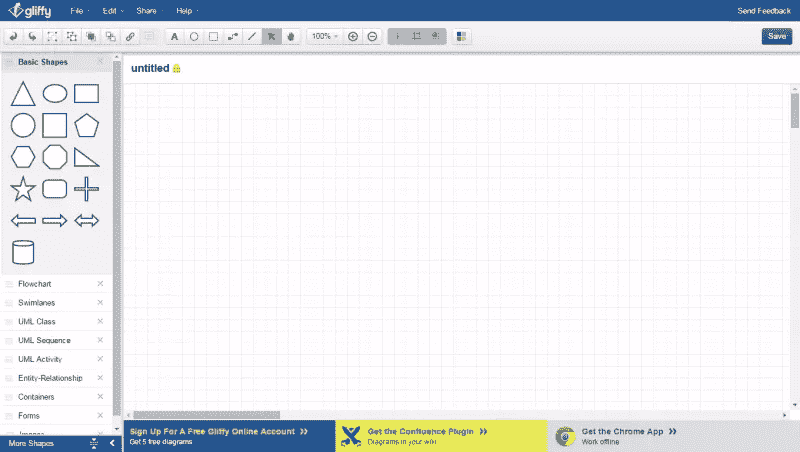 gliffy File Edit Share Help Send Feedback
A 100% Save
Basic Shapes
untitled
Flowchart
Swimlanes
UML Class
UML Sequence
UML Activity
Entity-Relationship
Containers
Forms
More Shapes
Sign Up For A Free Gliffy Online Account
Get 5 free diagrams
Get the Confluence Plugin
Diagrams in your wiki
Get the Chrome App
Work offline